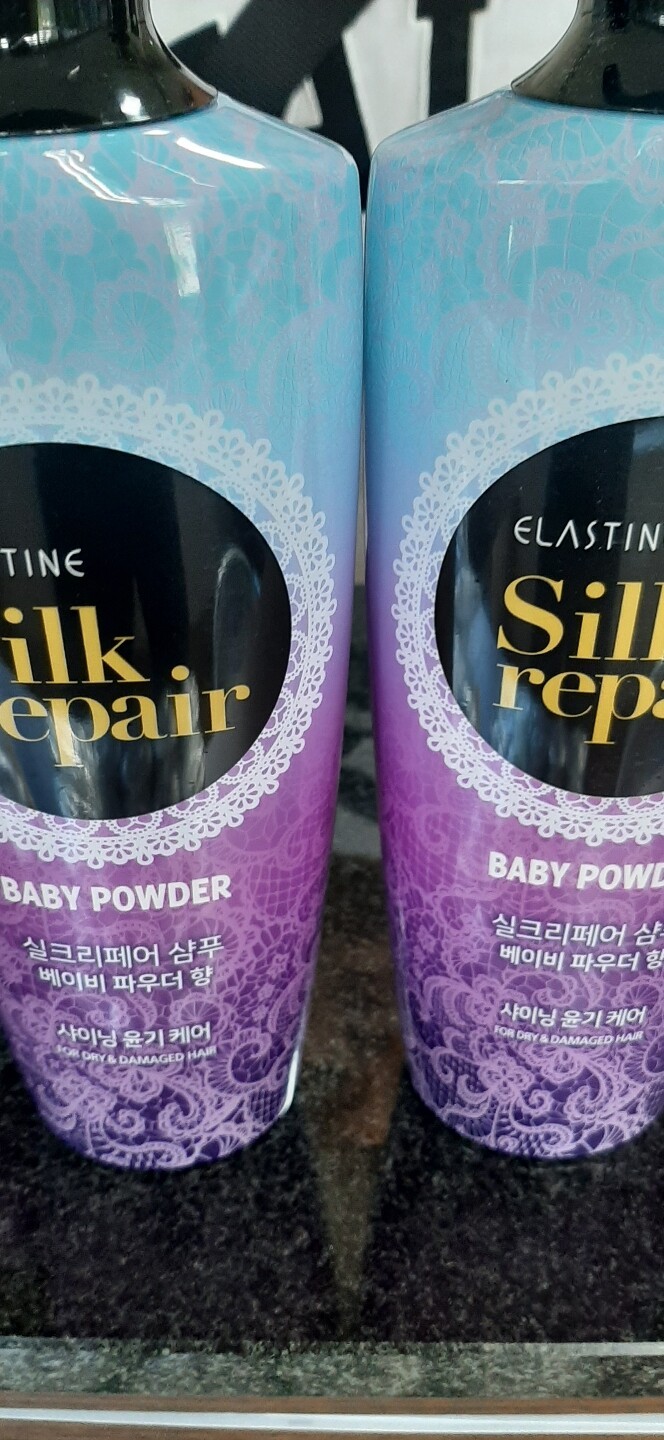 TINE
ilk
epair
BABY POWDER
실크리페어 샴푸
베이비 파우더 향
샤이닝 윤기 케어
FOR DRY & DAMAGED HAIR
ELASTIN
Sil
repa
BABY POWD
실크리페어 샴
베이비 파우더 향
샤이닝 윤기 케어
FOR DRY & DAMAGED HAIR